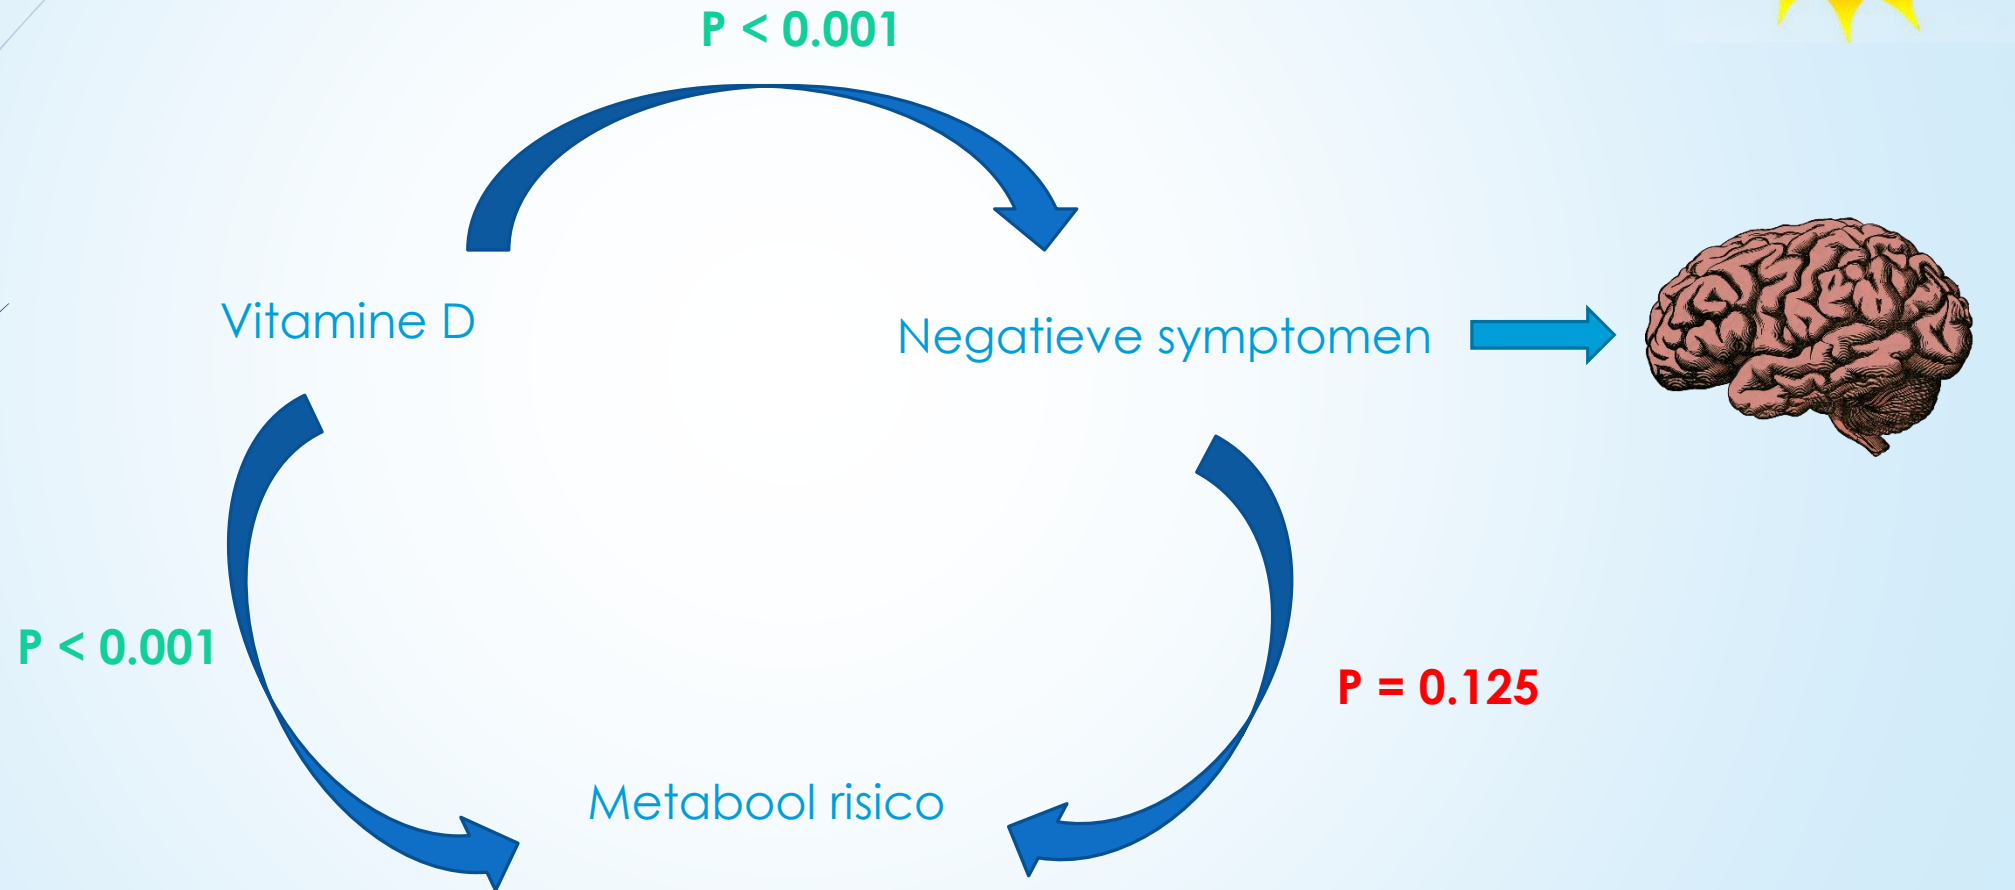 P < 0.001
Vitamine D
Negatieve symptomen
P < 0.001
P = 0.125
Metabool risico